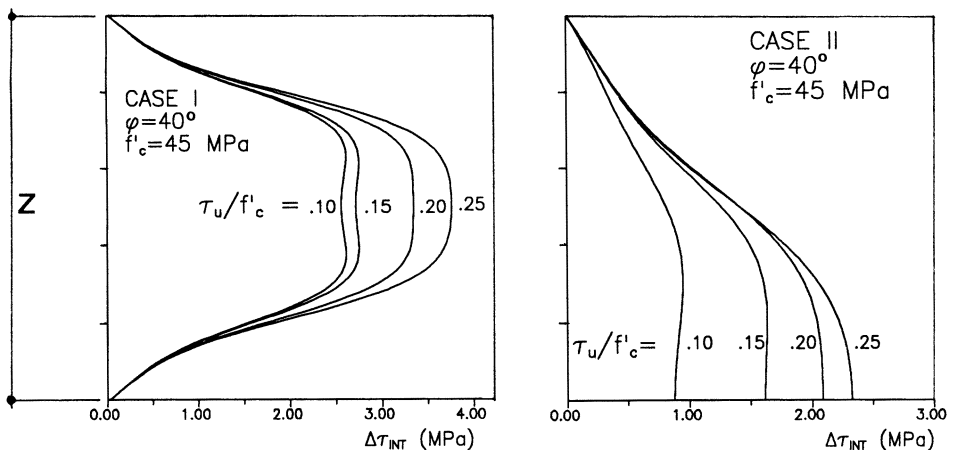 CASE I
φ=40°
f'c=45 MPa
Z
τu/f'c = .10 .15 .20 .25
0.00 1.00 2.00 3.00 4.00
ΔτINT (MPa)
CASE II
φ=40°
f'c=45 MPa
τu/f'c= .10 .15 .20 .25
0.00 1.00 2.00 3.00
ΔτINT (MPa)